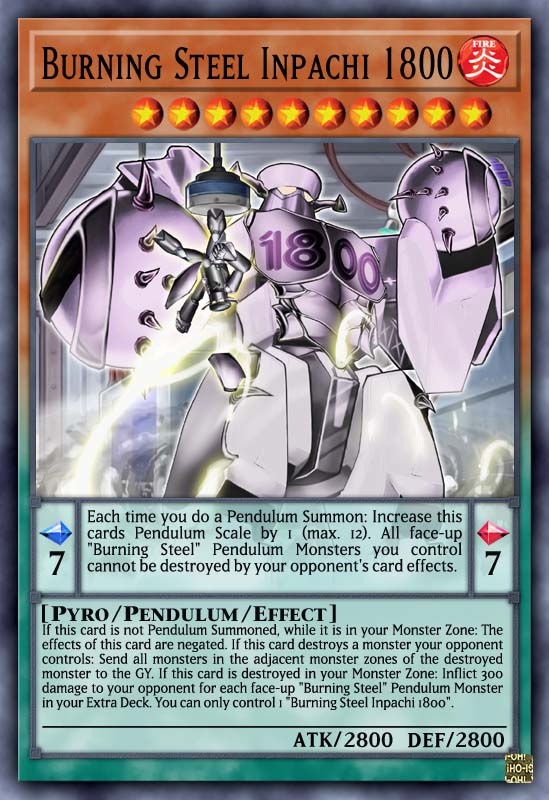 BURNING STEEL INPACHI 1800
FIRE
炎
1800
Each time you do a Pendulum Summon: Increase this
cards Pendulum Scale by 1 (max. 12). All face-up
"Burning Steel" Pendulum Monsters you control
cannot be destroyed by your opponent's card effects.
7
7
[PYRO/PENDULUM/EFFECT]
If this card is not Pendulum Summoned, while it is in your Monster Zone: The
effects of this card are negated. If this card destroys a monster your opponent
controls: Send all monsters in the adjacent monster zones of the destroyed
monster to the GY. If this card is destroyed in your Monster Zone: Inflict 300
damage to your opponent for each face-up "Burning Steel" Pendulum Monster
in your Extra Deck. You can only control 1 "Burning Steel Inpachi 1800".
ATK/2800 DEF/2800